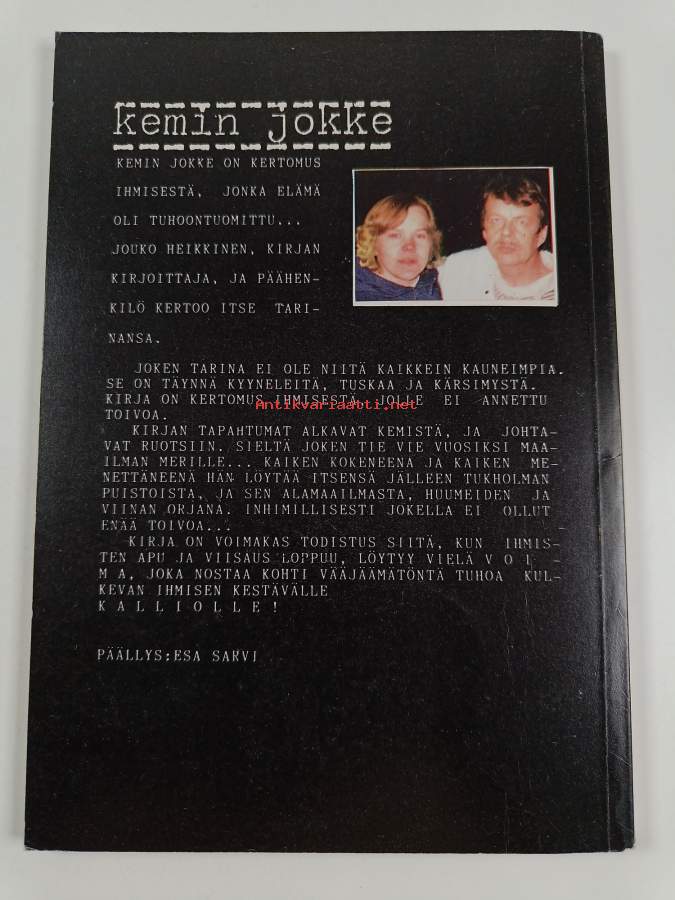 kemin jokke
KEMIN JOKKE ON KERTOMUS
IHMISESTÄ, JONKA ELÄMÄ
OLI TUHOONTUOMITTU...
JOUKO HEIKKINEN, KIRJAN
KIRJOITTAJA, JA PÄÄHEN-
KILÖ KERTOO ITSE TARI-
NANSA.
JOKEN TARINA EI OLE NIITÄ KAIKKEIN KAUNEIMPIA.
SE ON TÄYNNÄ KYYNELEITÄ, TUSKAA JA KÄRSIMYSTÄ.
KIRJA ON KERTOMUS IHMISESTÄ, JOLLE EI ANNETTU
Antikvariaatti.net
TOIVOA.
KIRJAN TAPAHTUMAT ALKAVAT KEMISTÄ, JA JOHTA-
VAT RUOTSIIN. SIELTÄ JOKEN TIE VIE VUOSIKSI MAA-
ILMAN MERILLE... KAIKEN KOKENEENA JA KAIKEN ME-
NETTÄNEENÄ HÄN LÖYTÄÄ ITSENSÄ JÄLLEEN TUKHOLMAN
PUISTOISTA, JA SEN ALAMAAILMASTA, HUUMEIDEN JA
VIINAN ORJANA. INHIMILLISESTI JOKELLA EI OLLUT
ENÄÄ TOIVOA...
KIRJA ON VOIMAKAS TODISTUS SIITÄ, KUN IHMIS-
TEN APU JA VIISAUS LOPPUU, LÖYTYY VIELÄ V O I
M A, JOKA NOSTAA KOHTI VÄÄJÄÄMÄTÖNTÄ TUHOA KUL-
KEVAN IHMISEN KESTÄVÄLLE
K A L L I O L L E !
PÄÄLLYS:ESA SARVI